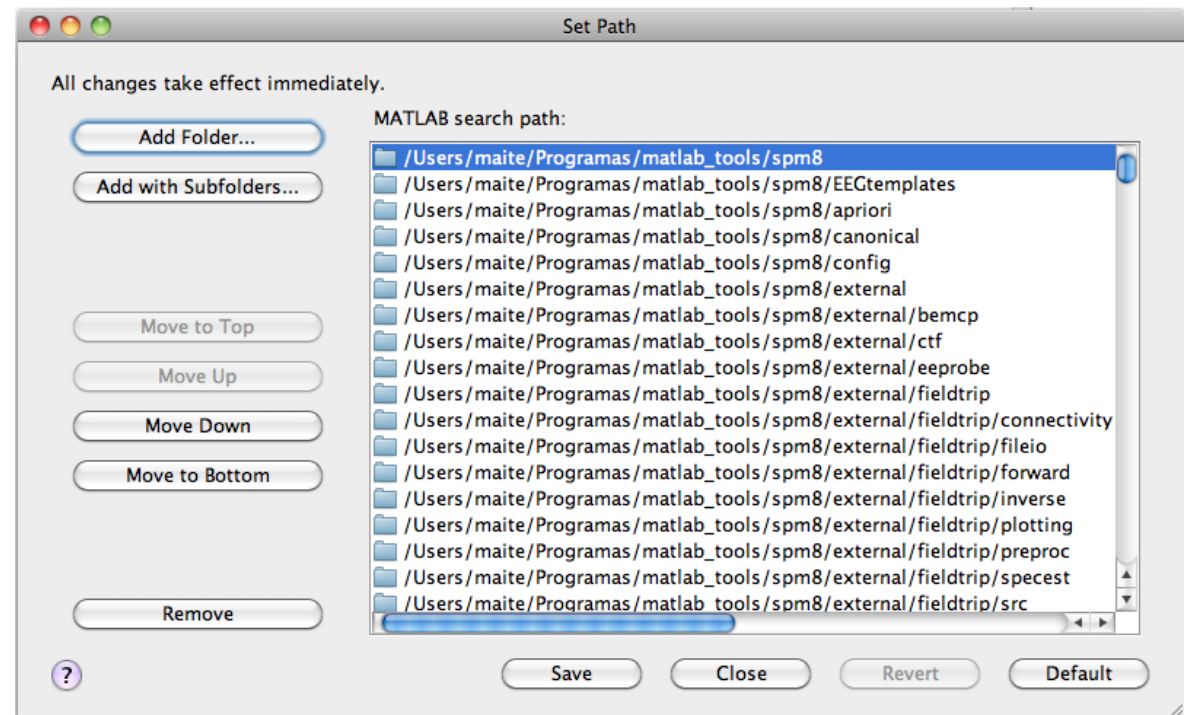 Set Path
All changes take effect immediately.
MATLAB search path:
Add Folder...
Add with Subfolders...
Move to Top
Move Up
Move Down
Move to Bottom
Remove
/Users/maite/Programas/matlab_tools/spm8
/Users/maite/Programas/matlab_tools/spm8/EEGtemplates
/Users/maite/Programas/matlab_tools/spm8/apriori
/Users/maite/Programas/matlab_tools/spm8/canonical
/Users/maite/Programas/matlab_tools/spm8/config
/Users/maite/Programas/matlab_tools/spm8/external
/Users/maite/Programas/matlab_tools/spm8/external/bemcp
/Users/maite/Programas/matlab_tools/spm8/external/ctf
/Users/maite/Programas/matlab_tools/spm8/external/eeprobe
/Users/maite/Programas/matlab_tools/spm8/external/fieldtrip
/Users/maite/Programas/matlab_tools/spm8/external/fieldtrip/connectivity
/Users/maite/Programas/matlab_tools/spm8/external/fieldtrip/fileio
/Users/maite/Programas/matlab_tools/spm8/external/fieldtrip/forward
/Users/maite/Programas/matlab_tools/spm8/external/fieldtrip/inverse
/Users/maite/Programas/matlab_tools/spm8/external/fieldtrip/plotting
/Users/maite/Programas/matlab_tools/spm8/external/fieldtrip/preproc
/Users/maite/Programas/matlab_tools/spm8/external/fieldtrip/specest
/Users/maite/Programas/matlab_tools/spm8/external/fieldtrip/src
?
Save
Close
Revert
Default